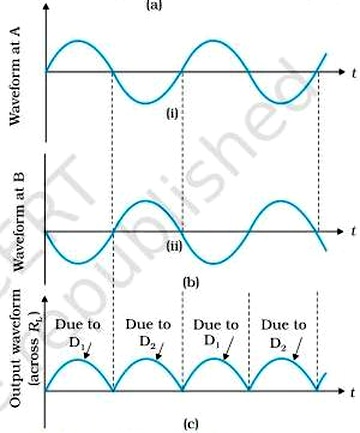 (a)
Waveform at A
t
(i)
Waveform at B
t
(ii)
(b)
Output waveform
(across RL)
Due to
D1
Due to
D2
Due to
D1
Due to
D2
t
(c)
republished